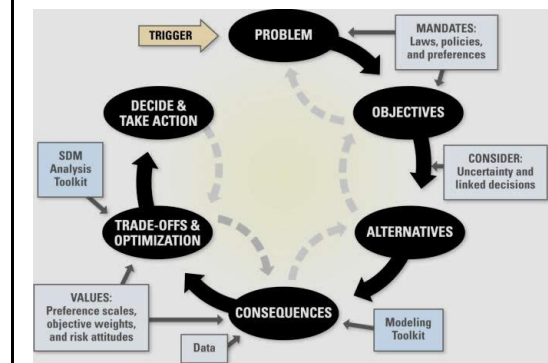 TRIGGER
PROBLEM
MANDATES:
Laws, policies,
and preferences
DECIDE &
TAKE ACTION
OBJECTIVES
SDM
Analysis
Toolkit
CONSIDER:
Uncertainty and
linked decisions
TRADE-OFFS &
OPTIMIZATION
ALTERNATIVES
VALUES:
Preference scales,
objective weights,
and risk attitudes
CONSEQUENCES
Data
Modeling
Toolkit